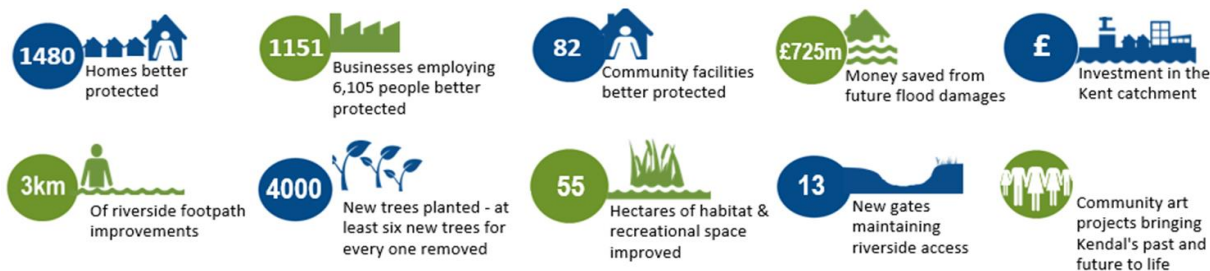 1480
Homes better
protected
1151
Businesses employing
6,105 people better
protected
82
Community facilities
better protected
£725m
Money saved from
future flood damages
£
Investment in the
Kent catchment
3km
Of riverside footpath
improvements
4000
New trees planted - at
least six new trees for
every one removed
55
Hectares of habitat &
recreational space
improved
13
New gates
maintaining
riverside access
Community art
projects bringing
Kendal's past and
future to life